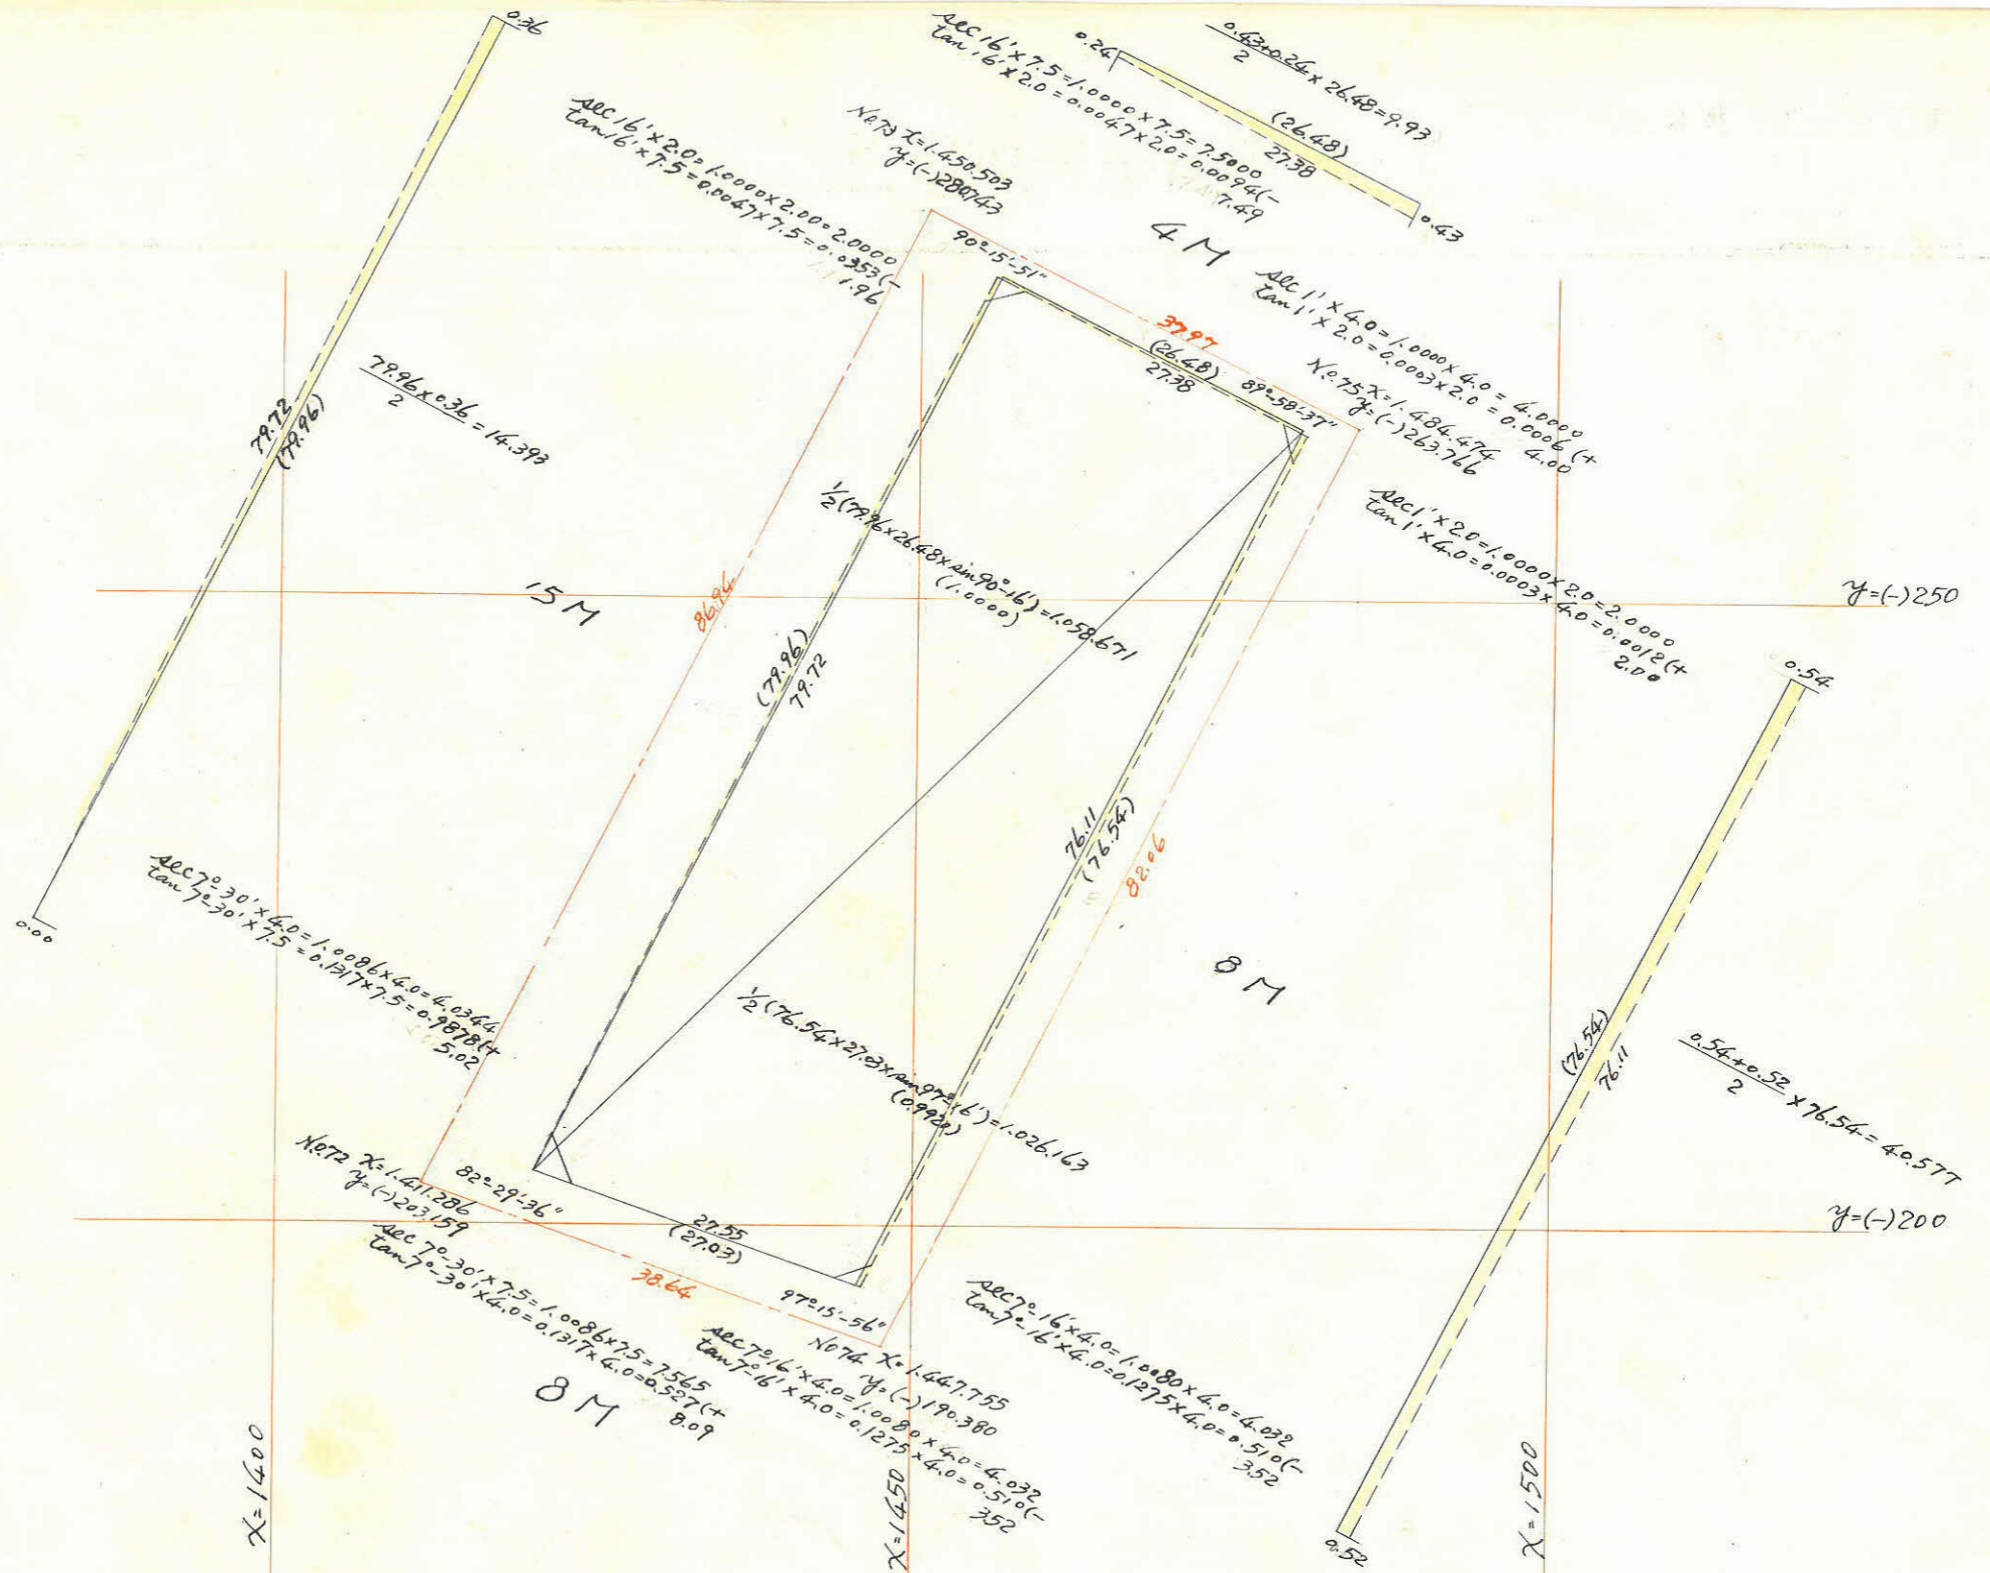 0.36
79.72
(79.96)
79.96×0.36
2
=14.393
0.00
sec16'×2.0=1.0000×2.00=2.0000
tan16'×7.5=0.0047×7.5=0.0353(-
1.96
No.73 X=1.450.503
y=(-)280.743
sec16'×7.5=1.0000×7.5=7.5000
tan16'×2.0=0.0047×2.0=0.0094(-
7.49
0.24
(26.48)
27.38
0.43
0.43+0.24
2
×26.48=9.93
4M
90°-15'-51"
37.97
(26.48)
27.38
89°-58'-37"
sec1'×4.0=1.0000×4.0=4.0000
tan1'×2.0=0.0003×2.0=0.0006(+
4.00
No.75 X=1.484.474
y=(-)263.766
sec1'×2.0=1.0000×2.0=2.0000
tan1'×4.0=0.0003×4.0=0.0012(+
2.00
y=(-)250
15M
86.94
(79.96)
79.72
½(79.96×26.48×sin90°-16')=1.058.671
(1.0000)
76.11
(76.54)
82.06
8M
0.54
(76.54)
76.11
0.54+0.52
2
×76.54=40.577
0.52
sec7°-30'×4.0=1.0086×4.0=4.0344
tan7°-30'×7.5=0.1317×7.5=0.9878(+
5.02
½(76.54×27.03×sin97°-16')=1.026.163
(0.9920)
No72 X=1.411.286
y=(-)203.159
82°-29'-36"
27.55
(27.03)
38.64
97°-15'-56"
y=(-)200
sec7°-30'×7.5=1.0086×7.5=7.565
tan7°-30'×4.0=0.1317×4.0=0.527(+
8.09
8M
No74 X=1.447.755
y=(-)190.380
sec7°-16'×4.0=1.0080×4.0=4.032
tan7°-16'×4.0=0.1275×4.0=0.510(-
3.52
sec7°-16'×4.0=1.0080×4.0=4.032
tan7°-16'×4.0=0.1275×4.0=0.510(-
3.52
X=1400
X=1450
X=1500